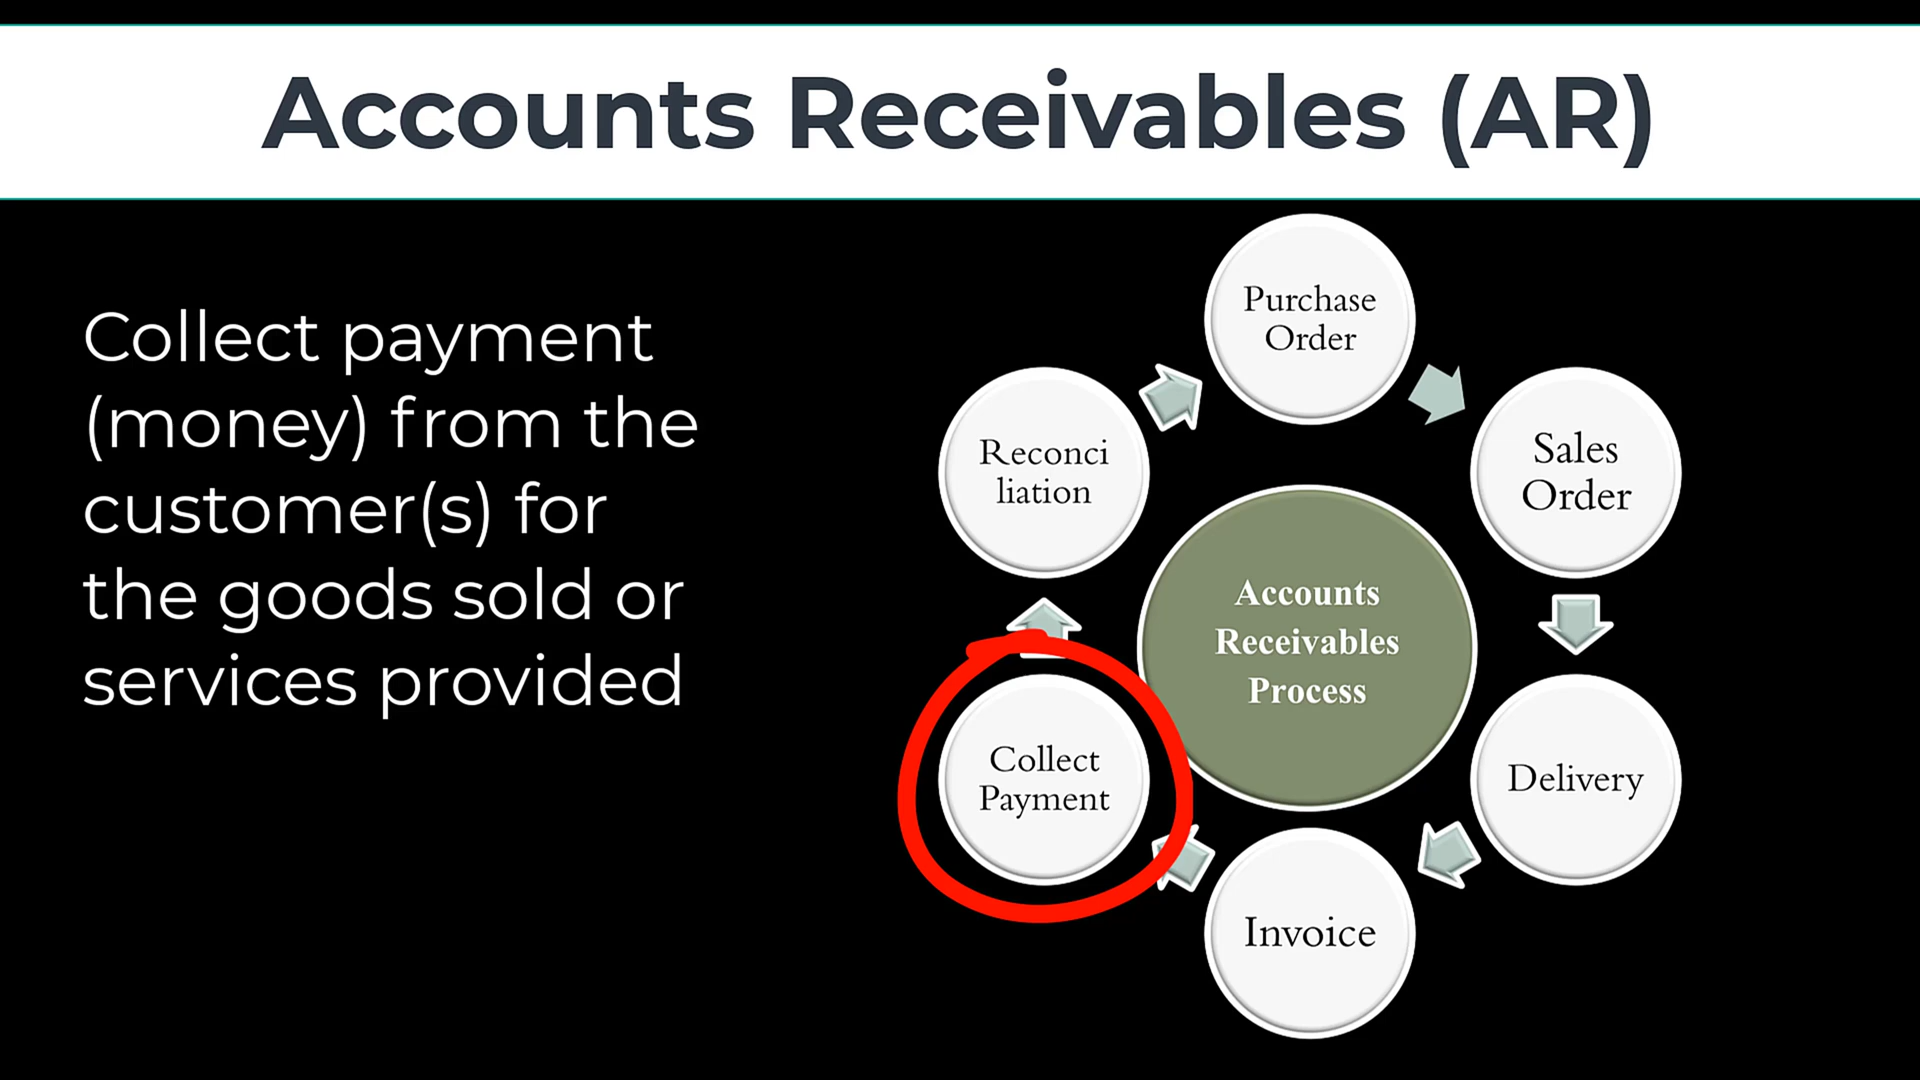 Accounts Receivables (AR)
Collect payment
(money) from the
customer(s) for
the goods sold or
services provided
Purchase
Order
Sales
Order
Delivery
Invoice
Collect
Payment
Reconci
liation
Accounts
Receivables
Process